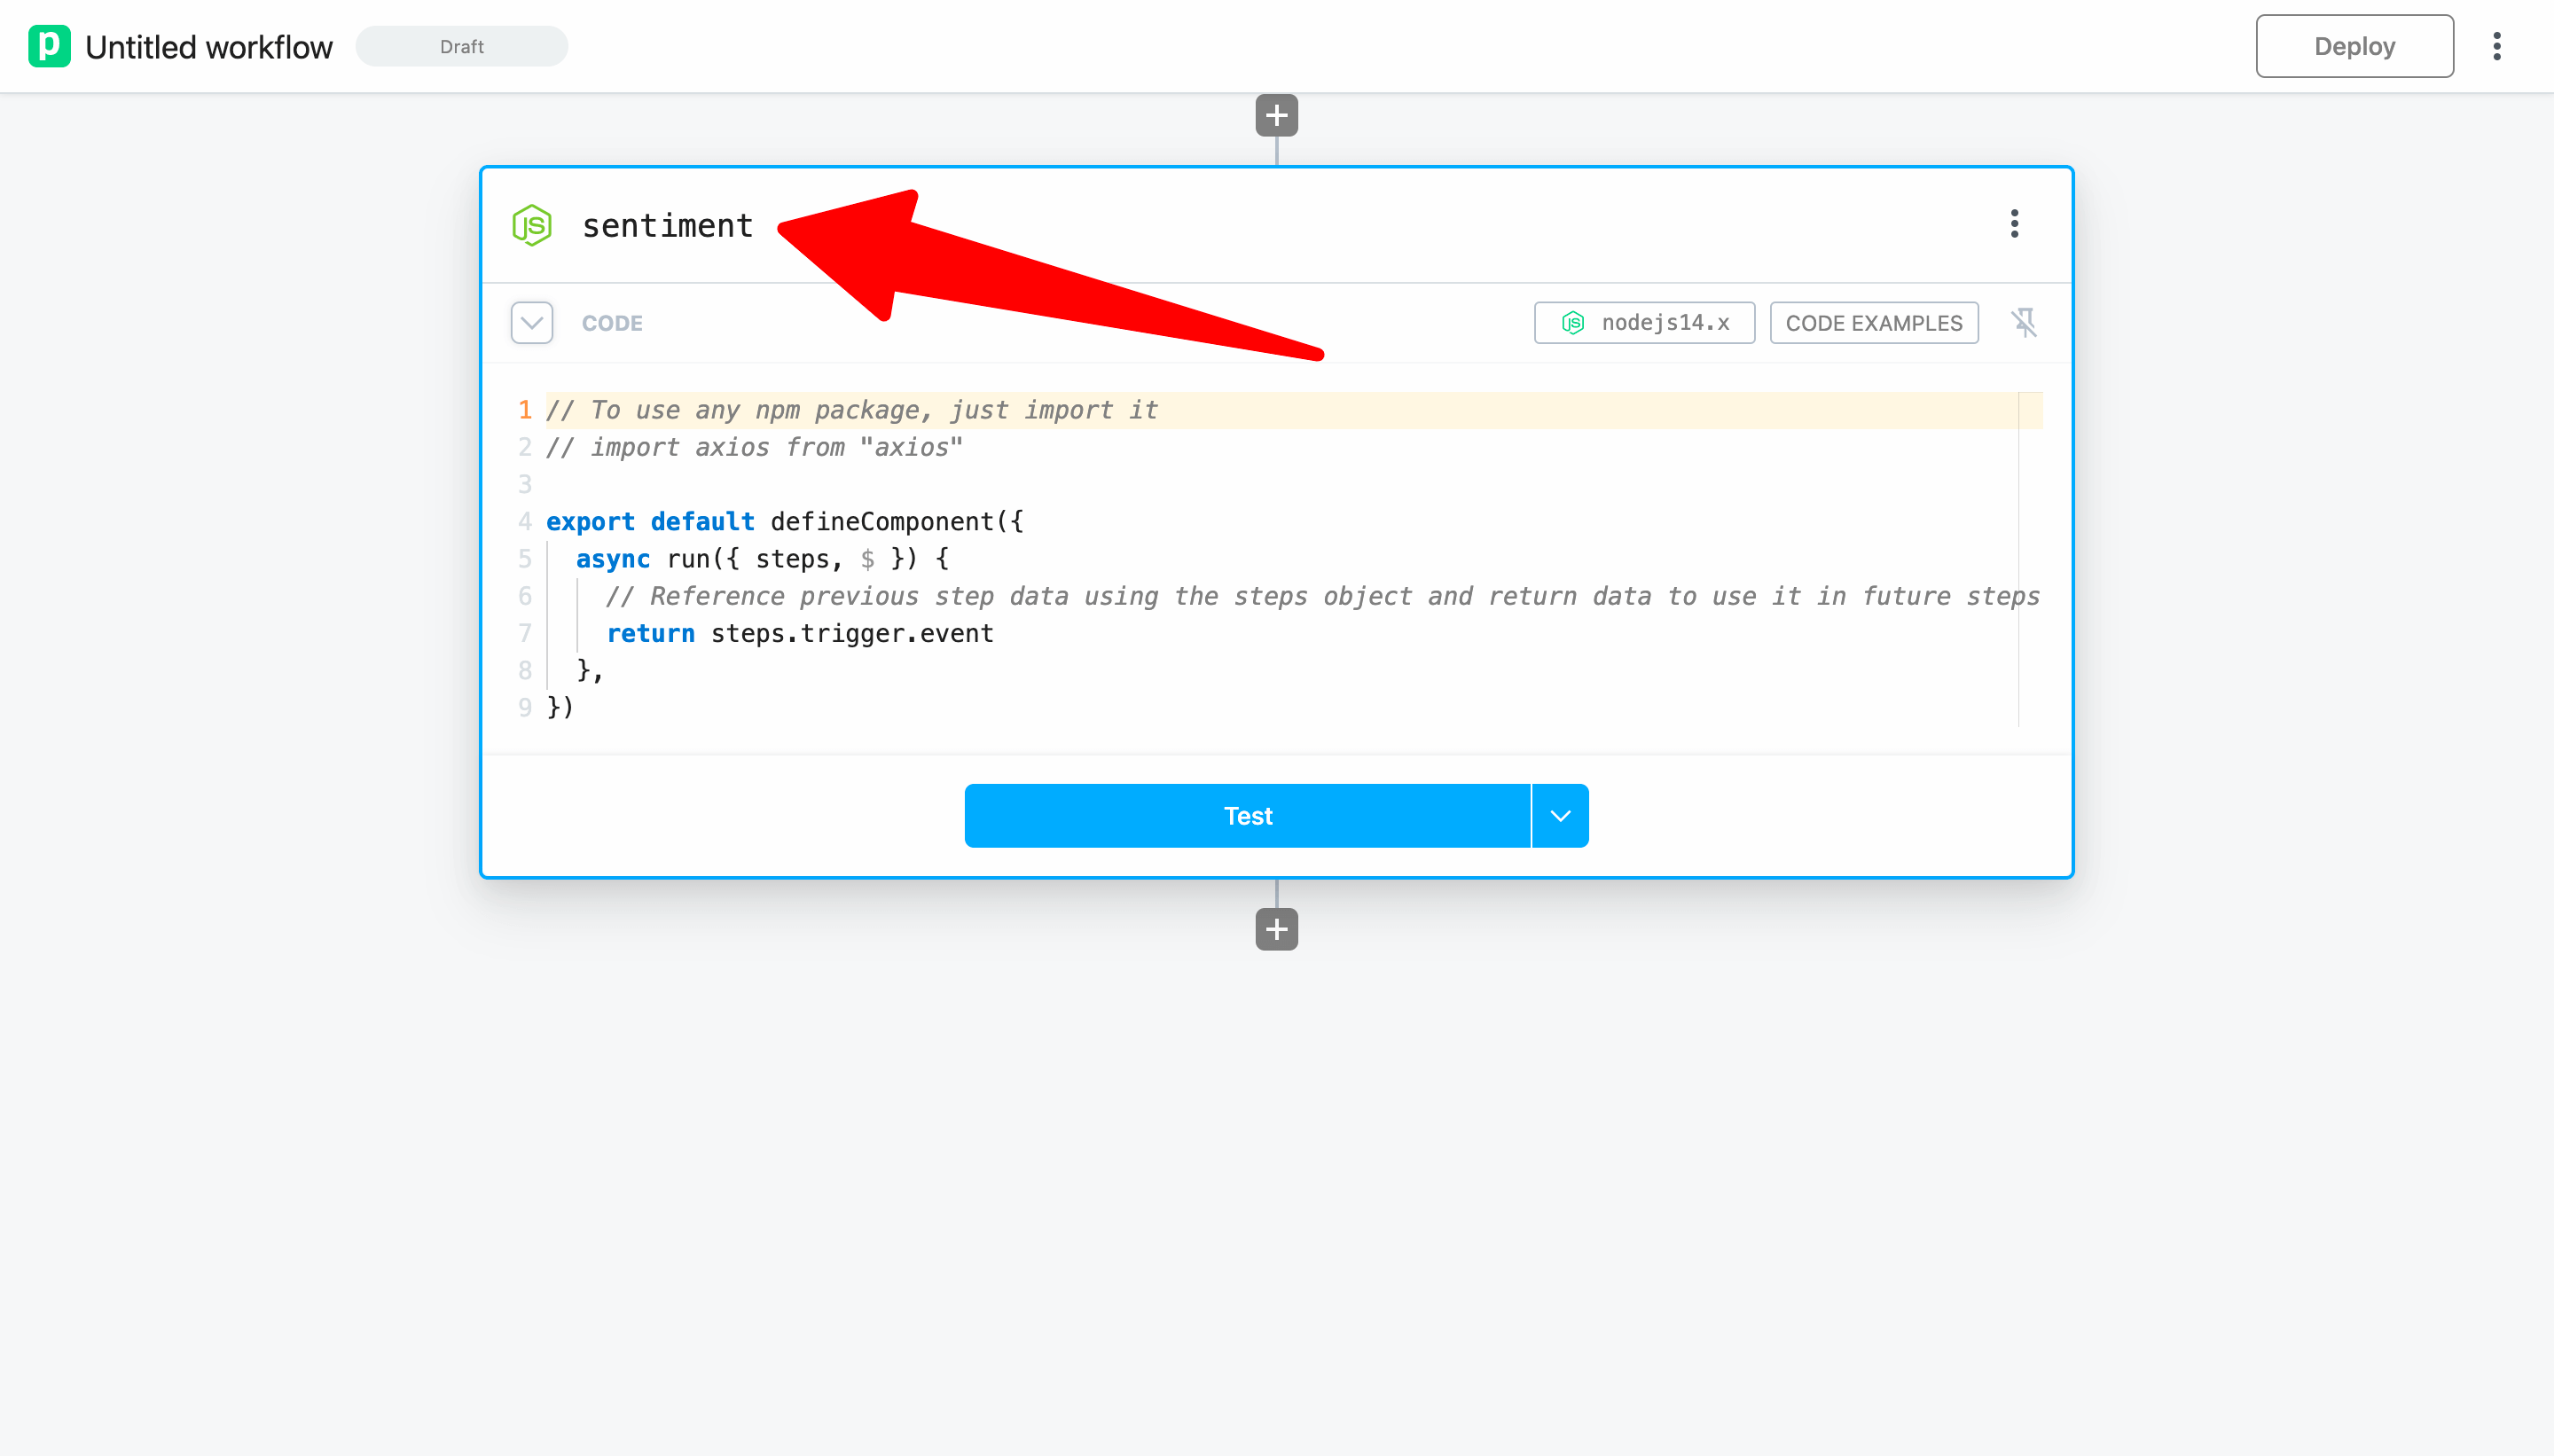 p Untitled workflow Draft Deploy
JS sentiment
CODE JS nodejs14.x CODE EXAMPLES
1 // To use any npm package, just import it
2 // import axios from "axios"
3
4 export default defineComponent({
5 async run({ steps, $ }) {
6 // Reference previous step data using the steps object and return data to use it in future steps
7 return steps.trigger.event
8 },
9 })
Test